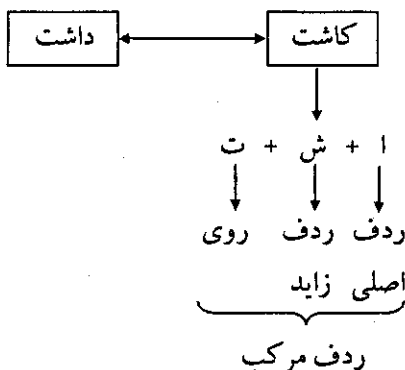 کاشت داشت
ا + ش + ت
ردف ردف روی
اصلی زاید
ردف مرکب